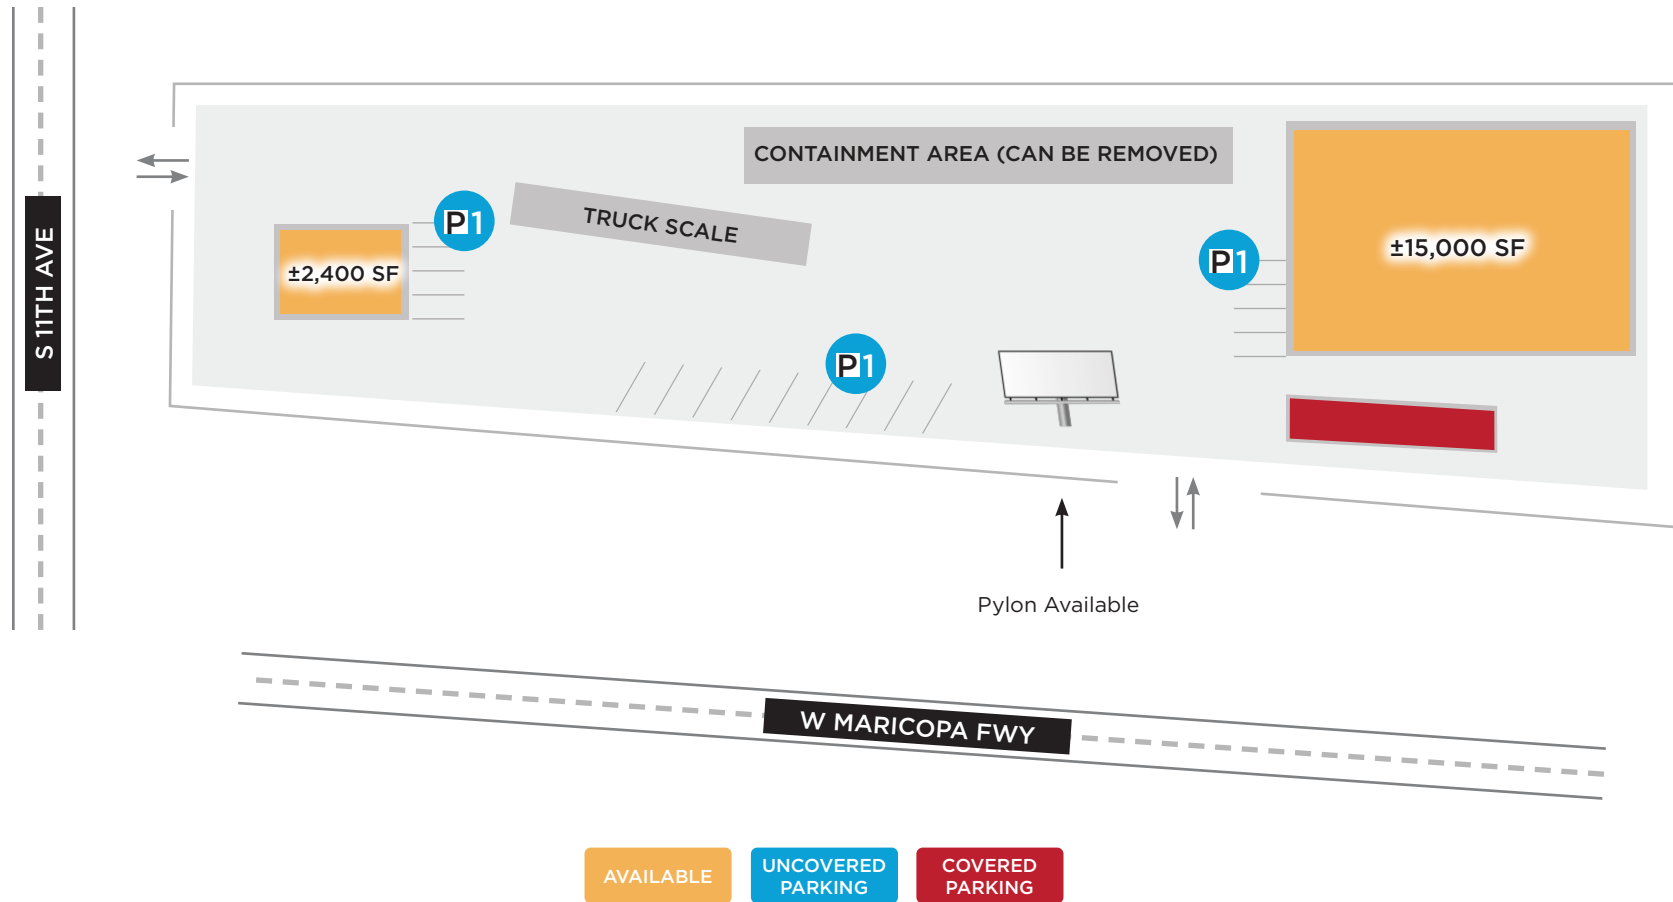 CONTAINMENT AREA (CAN BE REMOVED)
TRUCK SCALE
P1
P1
P1
±2,400 SF
±15,000 SF
S 11TH AVE
Pylon Available
W MARICOPA FWY
AVAILABLE
UNCOVERED
PARKING
COVERED
PARKING